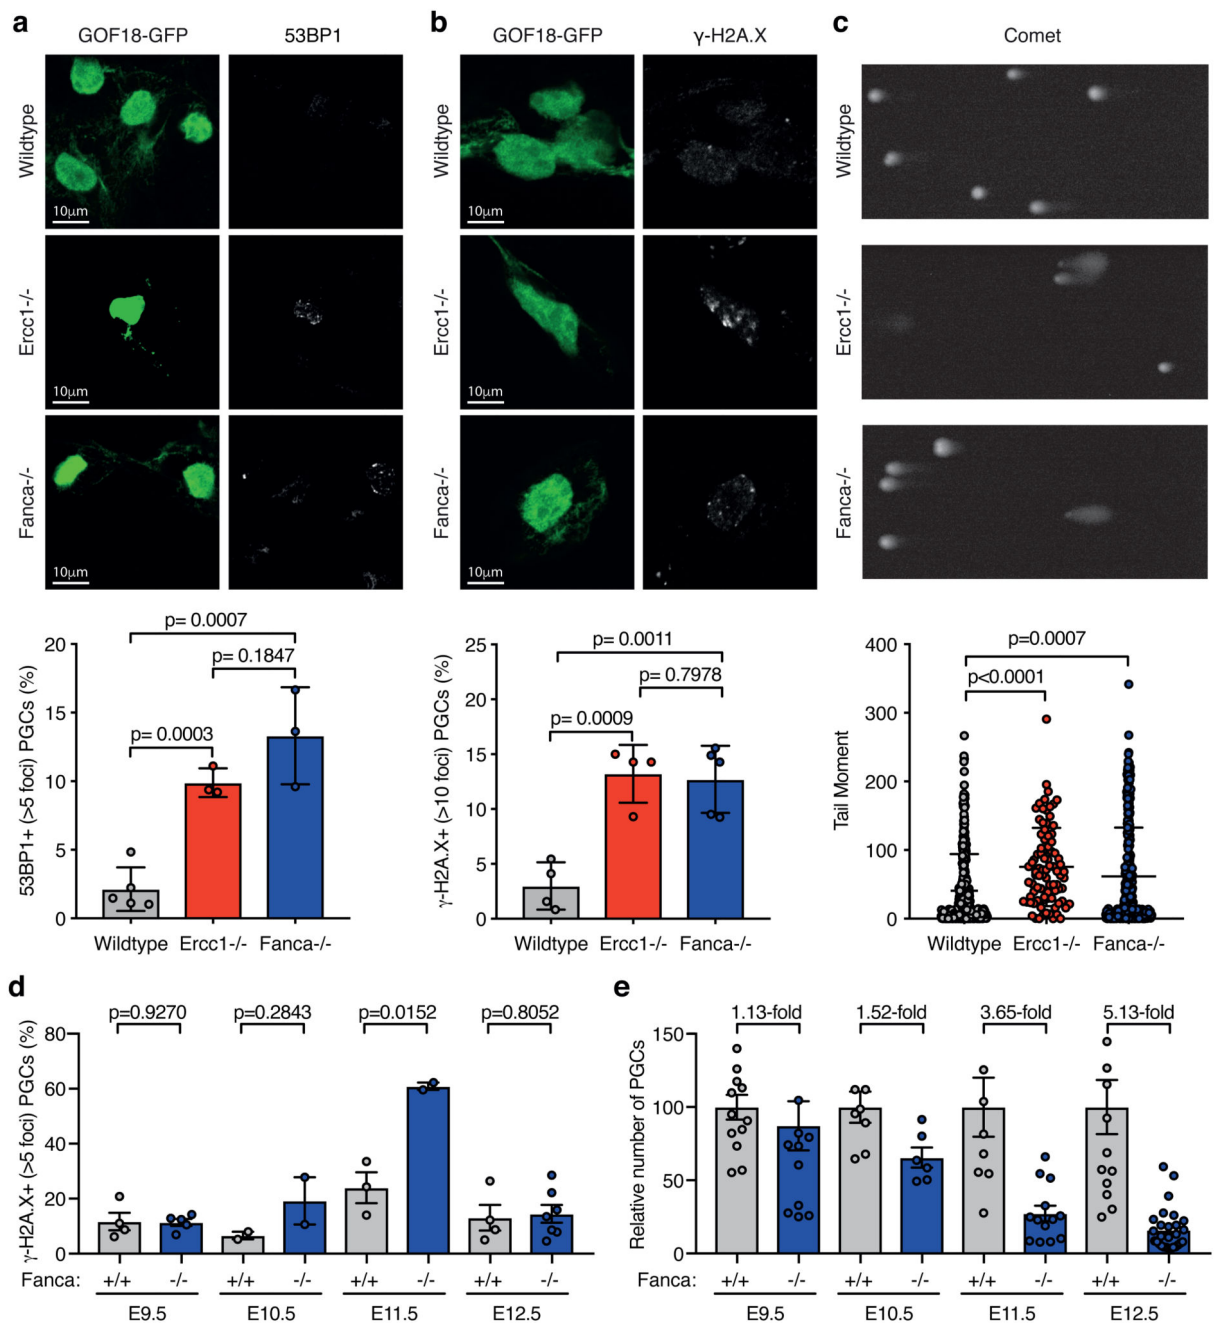 a
GOF18-GFP
53BP1
b
GOF18-GFP
γ-H2A.X
c
Comet
Wildtype
10µm
Wildtype
10µm
Wildtype
Ercc1-/-
10µm
Ercc1-/-
10µm
Ercc1-/-
Fanca-/-
10µm
Fanca-/-
10µm
Fanca-/-
53BP1+ (>5 foci) PGCs (%)
20
15
10
5
0
p= 0.0007
p= 0.1847
p= 0.0003
Wildtype Ercc1-/- Fanca-/-
γ-H2A.X+ (>10 foci) PGCs (%)
25
20
15
10
5
0
p= 0.0011
p= 0.7978
p= 0.0009
Wildtype Ercc1-/- Fanca-/-
Tail Moment
400
300
200
100
0
p=0.0007
p<0.0001
Wildtype Ercc1-/- Fanca-/-
d
γ-H2A.X+ (>5 foci) PGCs (%)
80
60
40
20
0
p=0.9270 p=0.2843 p=0.0152 p=0.8052
Fanca: +/+ -/- +/+ -/- +/+ -/- +/+ -/-
E9.5 E10.5 E11.5 E12.5
e
Relative number of PGCs
150
100
50
0
1.13-fold 1.52-fold 3.65-fold 5.13-fold
Fanca: +/+ -/- +/+ -/- +/+ -/- +/+ -/-
E9.5 E10.5 E11.5 E12.5